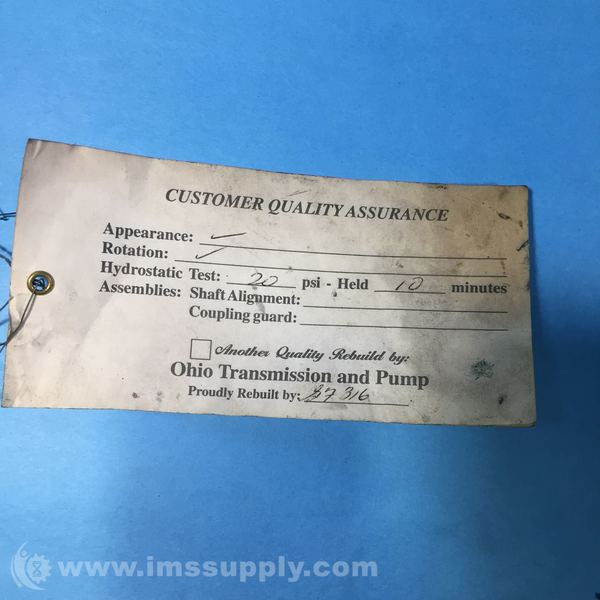 CUSTOMER QUALITY ASSURANCE
Appearance: ✓
Rotation: ✓
Hydrostatic Test: 20 psi - Held 10 minutes
Assemblies: Shaft Alignment:
Coupling guard:
Another Quality Rebuild by:
Ohio Transmission and Pump
Proudly Rebuilt by:
www.imssupply.com